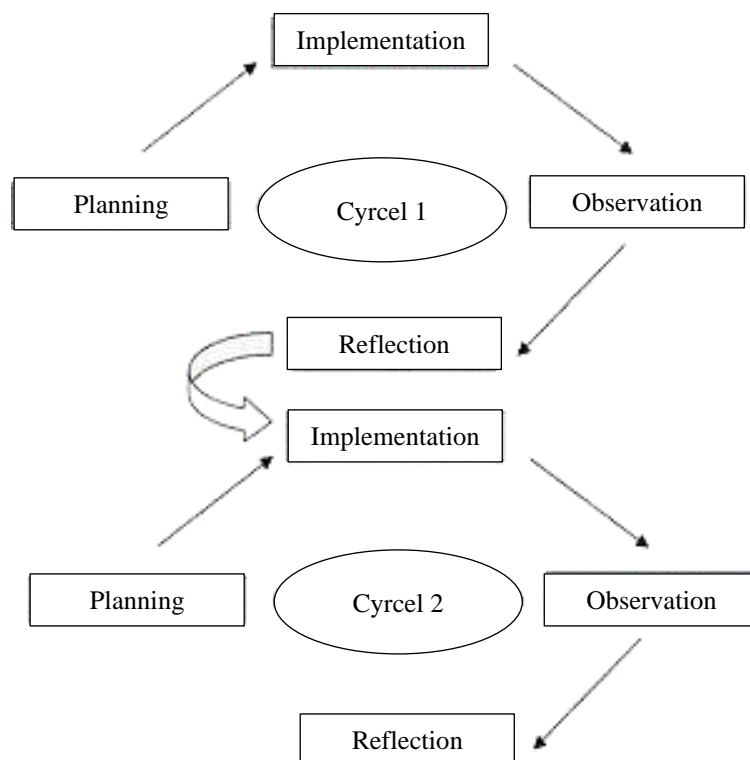 Implementation
Planning
Cyrcel 1
Observation
Reflection
Implementation
Planning
Cyrcel 2
Observation
Reflection